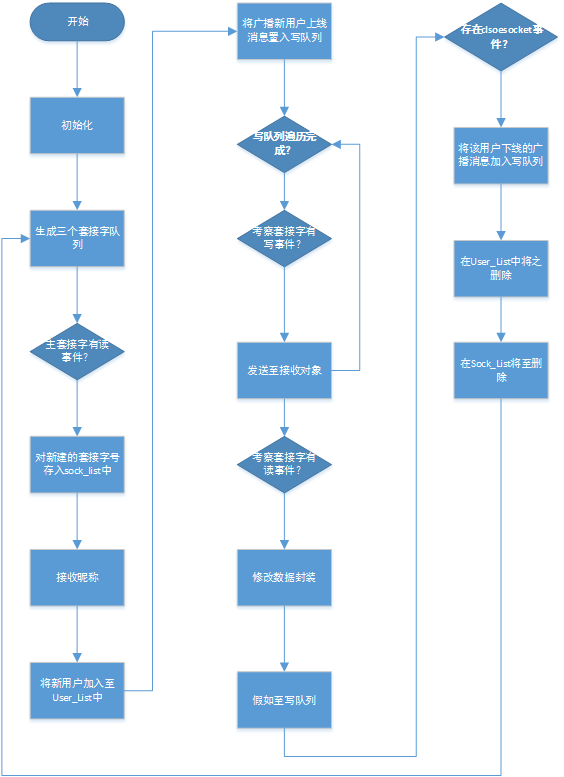 开始
初始化
生成三个套接字队
列
主套接字有读
事件？
对新建的套接字号
存入sock_list中
接收昵称
将新用户加入至
User_List中
将广播新用户上线
消息置入写队列
写队列遍历完
成？
考察套接字有
写事件？
发送至接收对象
考察套接字有
读事件？
修改数据封装
假如至写队列
存在clsoesocket事
件？
将该用户下线的广
播消息加入写队列
在User_List中将之
删除
在Sock_List将至删
除